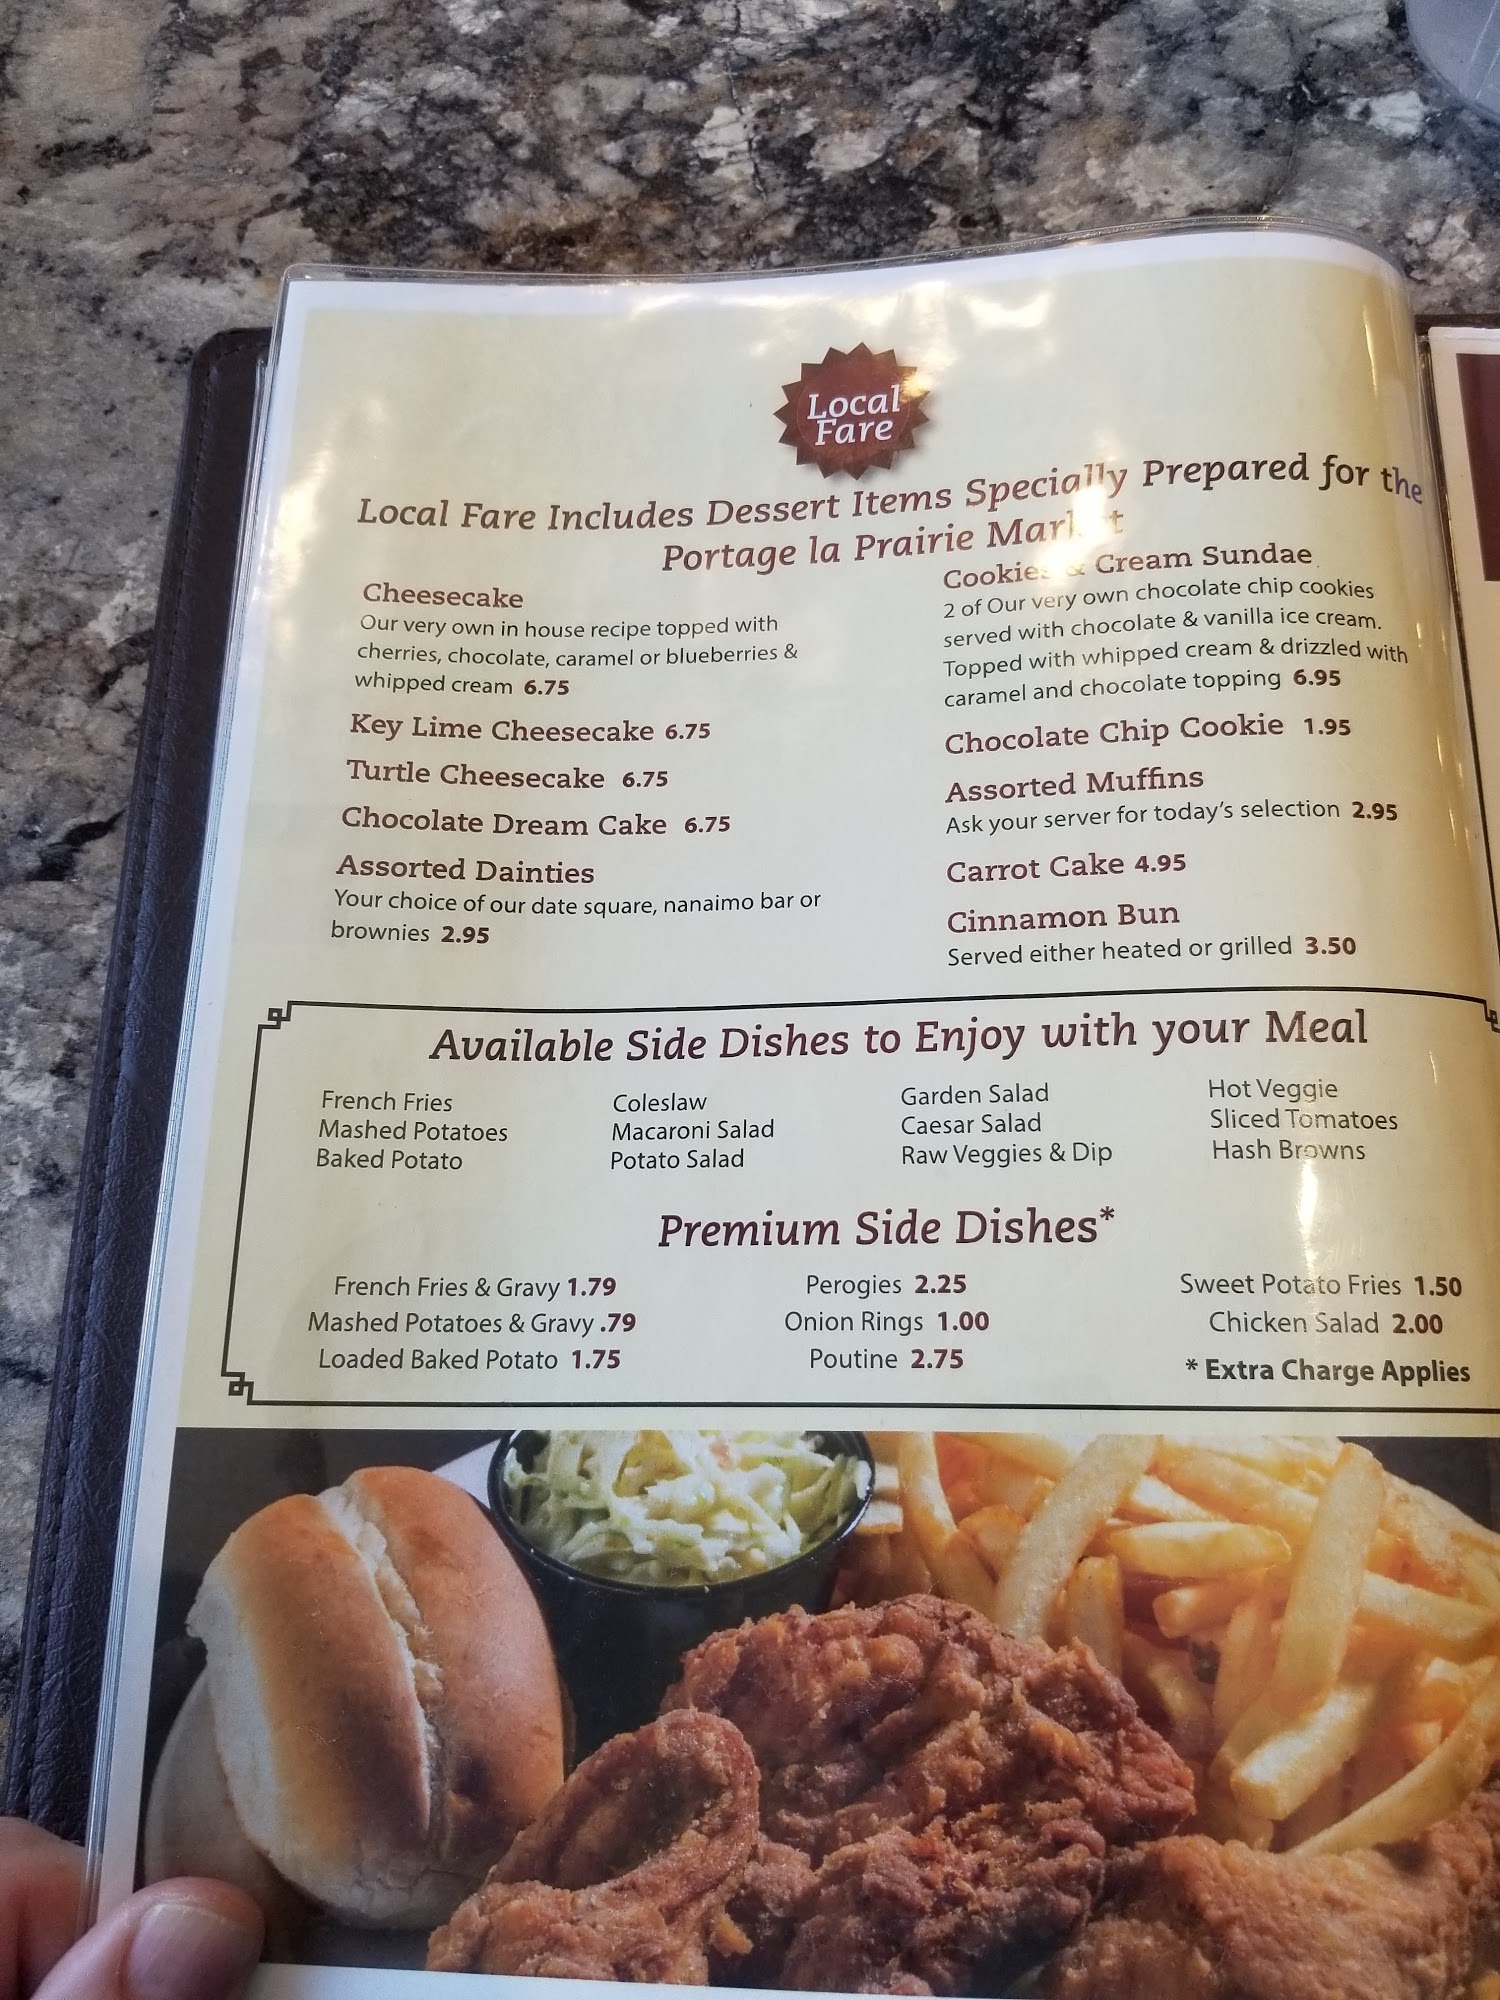 Local
Fare
Local Fare Includes Dessert Items Specially Prepared for the
Portage la Prairie Market
Cheesecake
Our very own in house recipe topped with
cherries, chocolate, caramel or blueberries &
whipped cream 6.75
Key Lime Cheesecake 6.75
Turtle Cheesecake 6.75
Chocolate Dream Cake 6.75
Assorted Dainties
Your choice of our date square, nanaimo bar or
brownies 2.95
Cookies & Cream Sundae
2 of Our very own chocolate chip cookies
served with chocolate & vanilla ice cream.
Topped with whipped cream & drizzled with
caramel and chocolate topping 6.95
Chocolate Chip Cookie 1.95
Assorted Muffins
Ask your server for today's selection 2.95
Carrot Cake 4.95
Cinnamon Bun
Served either heated or grilled 3.50
Available Side Dishes to Enjoy with your Meal
French Fries
Mashed Potatoes
Baked Potato
Coleslaw
Macaroni Salad
Potato Salad
Garden Salad
Caesar Salad
Raw Veggies & Dip
Hot Veggie
Sliced Tomatoes
Hash Browns
Premium Side Dishes*
French Fries & Gravy 1.79
Mashed Potatoes & Gravy .79
Loaded Baked Potato 1.75
Perogies 2.25
Onion Rings 1.00
Poutine 2.75
Sweet Potato Fries 1.50
Chicken Salad 2.00
* Extra Charge Applies